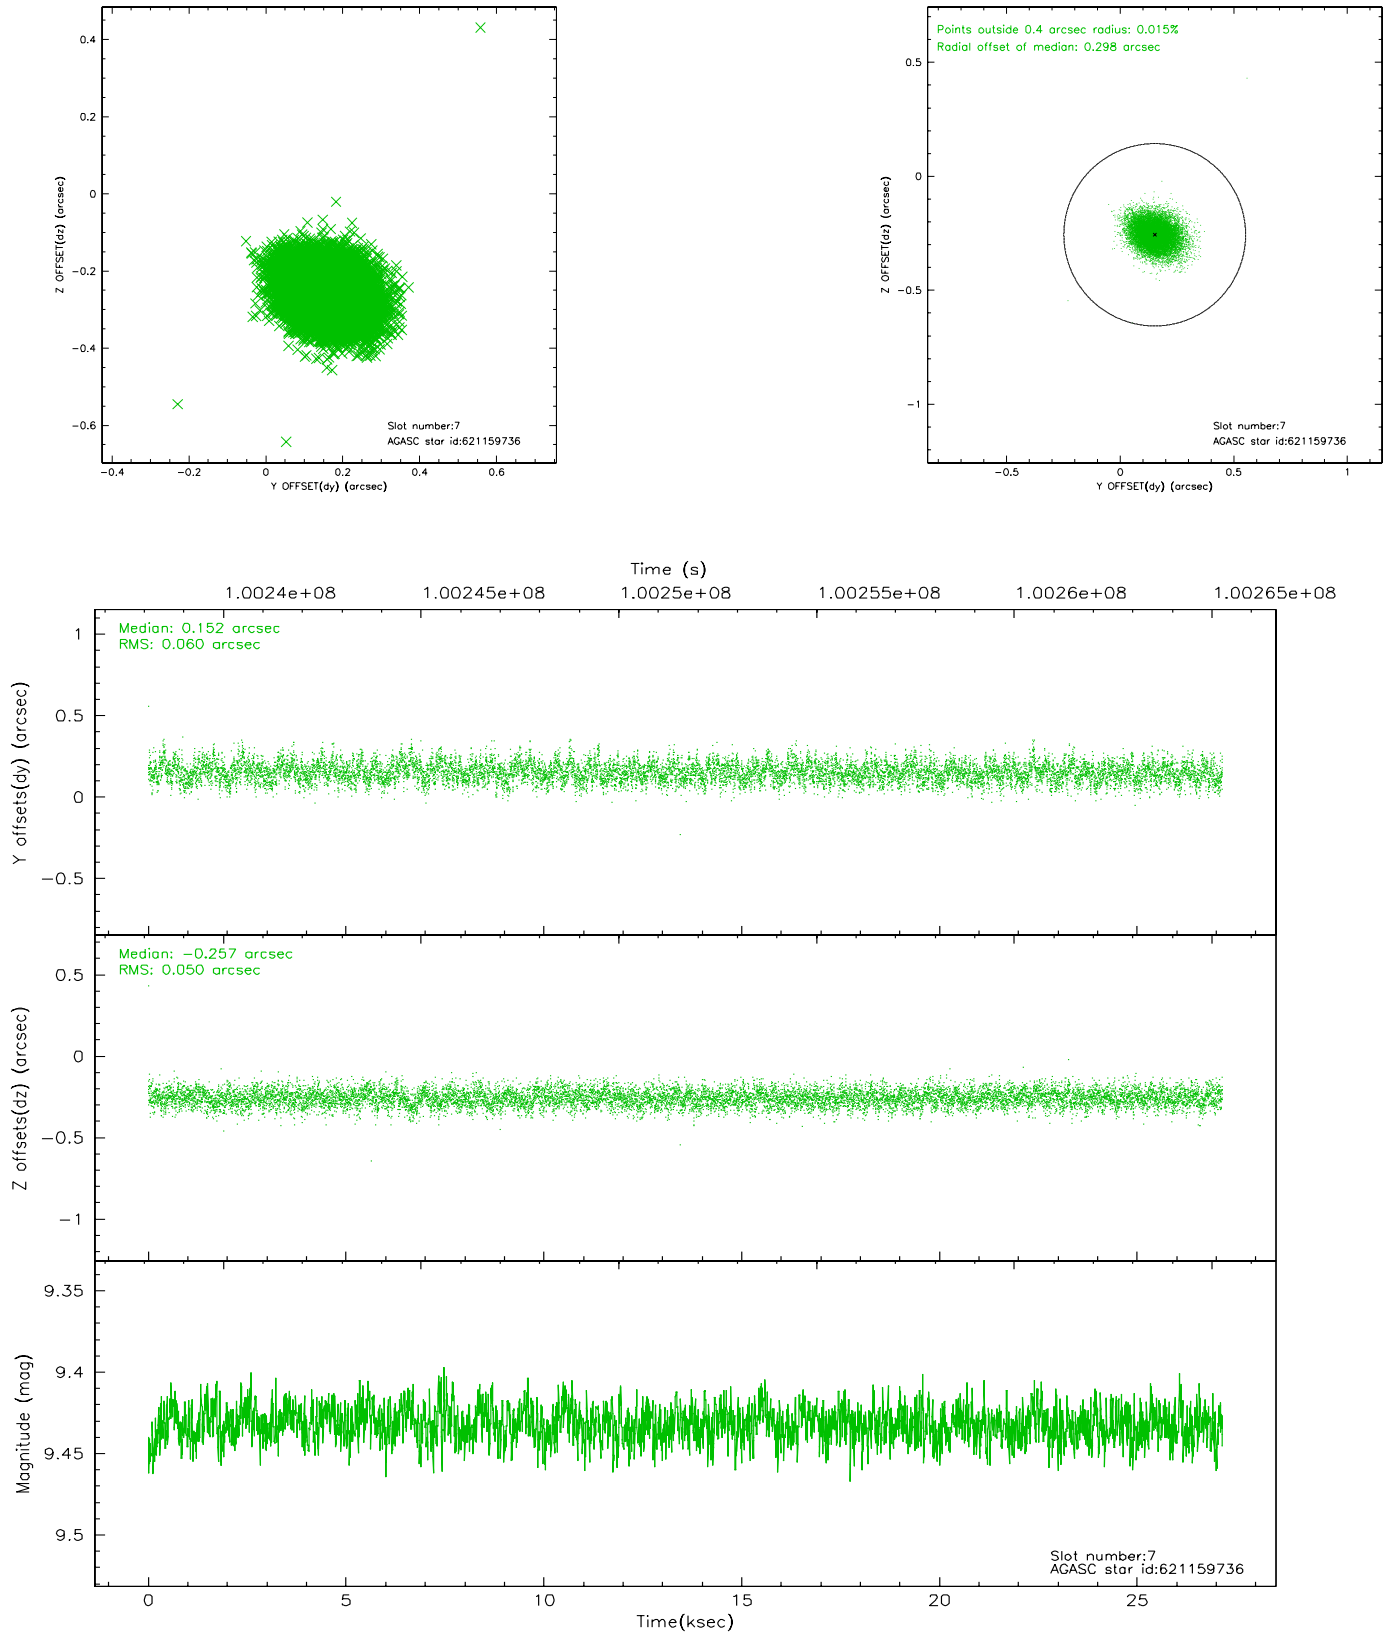 0.4
0.2
0
−0.2
−0.4
−0.6
Z OFFSET(dz) (arcsec)
Slot number:7
AGASC star id:621159736
−0.4 −0.2 0 0.2 0.4 0.6
Y OFFSET(dy) (arcsec)
Points outside 0.4 arcsec radius: 0.015%
Radial offset of median: 0.298 arcsec
0.5
0
−0.5
−1
Z OFFSET(dz) (arcsec)
Slot number:7
AGASC star id:621159736
−0.5 0 0.5 1
Y OFFSET(dy) (arcsec)
Time (s)
1.0024e+08 1.00245e+08 1.0025e+08 1.00255e+08 1.0026e+08 1.00265e+08
Median: 0.152 arcsec
RMS: 0.060 arcsec
1
0.5
0
−0.5
Y offsets(dy) (arcsec)
Median: −0.257 arcsec
RMS: 0.050 arcsec
0.5
0
−0.5
−1
Z offsets(dz) (arcsec)
9.35
9.4
9.45
9.5
Magnitude (mag)
Slot number:7
AGASC star id:621159736
0 5 10 15 20 25
Time(ksec)